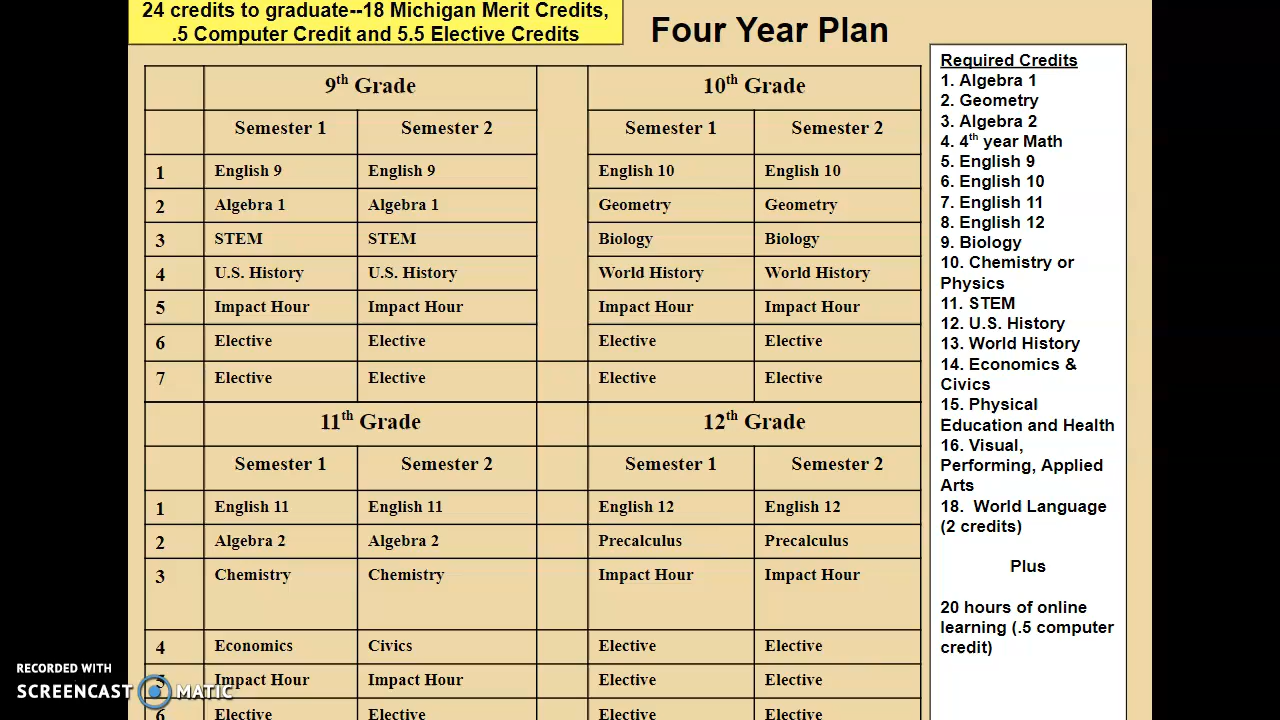 24 credits to graduate--18 Michigan Merit Credits,
.5 Computer Credit and 5.5 Elective Credits
Four Year Plan
9th Grade 10th Grade
Semester 1 Semester 2 Semester 1 Semester 2
1 English 9 English 9 English 10 English 10
2 Algebra 1 Algebra 1 Geometry Geometry
3 STEM STEM Biology Biology
4 U.S. History U.S. History World History World History
5 Impact Hour Impact Hour Impact Hour Impact Hour
6 Elective Elective Elective Elective
7 Elective Elective Elective Elective
11th Grade 12th Grade
Semester 1 Semester 2 Semester 1 Semester 2
1 English 11 English 11 English 12 English 12
2 Algebra 2 Algebra 2 Precalculus Precalculus
3 Chemistry Chemistry Impact Hour Impact Hour
4 Economics Civics Elective Elective
5 Impact Hour Impact Hour Elective Elective
6 Elective Elective Elective Elective
Required Credits
1. Algebra 1
2. Geometry
3. Algebra 2
4. 4th year Math
5. English 9
6. English 10
7. English 11
8. English 12
9. Biology
10. Chemistry or
Physics
11. STEM
12. U.S. History
13. World History
14. Economics &
Civics
15. Physical
Education and Health
16. Visual,
Performing, Applied
Arts
18. World Language
(2 credits)
Plus
20 hours of online
learning (.5 computer
credit)
RECORDED WITH
SCREENCAST MATIC